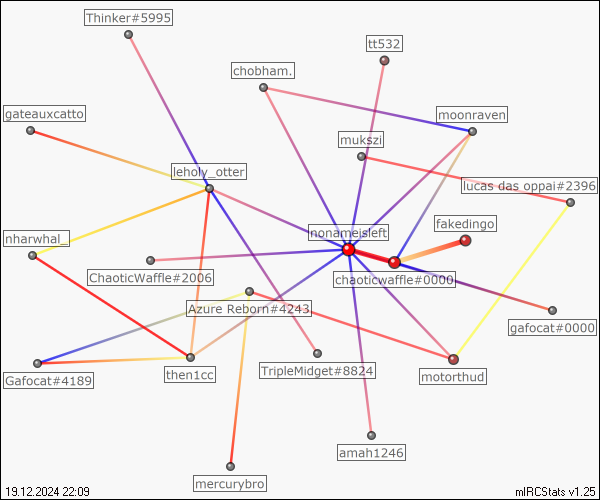 Thinker#5995
tt532
chobham.
gateauxcatto
moonraven
mukszi
leholy_otter
lucas das oppai#2396
fakedingo
nonameisleft
nharwhal_
ChaoticWaffle#2006
chaoticwaffle#0000
Azure Reborn#4243
gafocat#0000
Gafocat#4189
then1cc
TripleMidget#8824
motorthud
amah1246
mercurybro
19.12.2024 22:09
mIRCStats v1.25